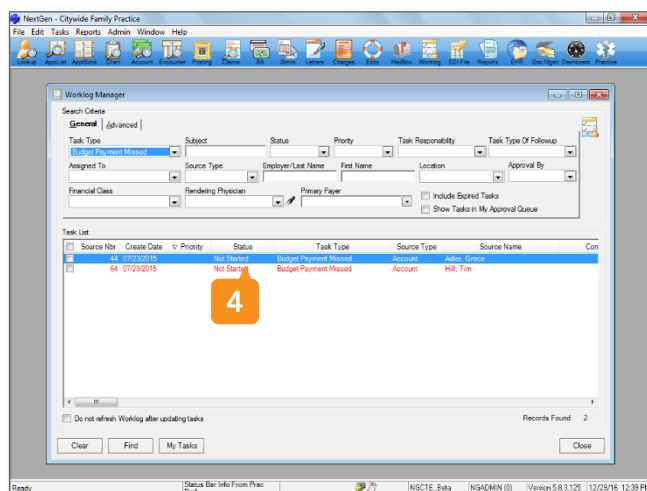 NextGen - Citywide Family Practice
File Edit Tasks Reports Admin Window Help
Lookup ApptList ApptBook Chart Account Encounter Posting Claims Bill Stmts Letters Charges Edits MailBox Worklog EDI File Reports EHR Doc Mgmt Dashboard Practice
Worklog Manager
Search Criteria
General Advanced
Task Type Subject Status Priority Task Responsibility Task Type Of Followup
Budget Payment Missed
Assigned To Source Type Employer/Last Name First Name Location Approval By
Financial Class Rendering Physician Primary Payer
Include Expired Tasks
Show Tasks in My Approval Queue
Task List
Source Nbr Create Date Priority Status Task Type Source Type Source Name Con
44 07/23/2015 Not Started Budget Payment Missed Account Adler, Grace
64 07/23/2015 Not Started Budget Payment Missed Account Hill, Tim
4
Do not refresh Worklog after updating tasks Records Found: 2
Clear Find My Tasks Close
Ready Status Bar Info From Prac NGCTE_Beta NGADMIN (0) Version 5.8.3.125 12/29/16 12:39 PM